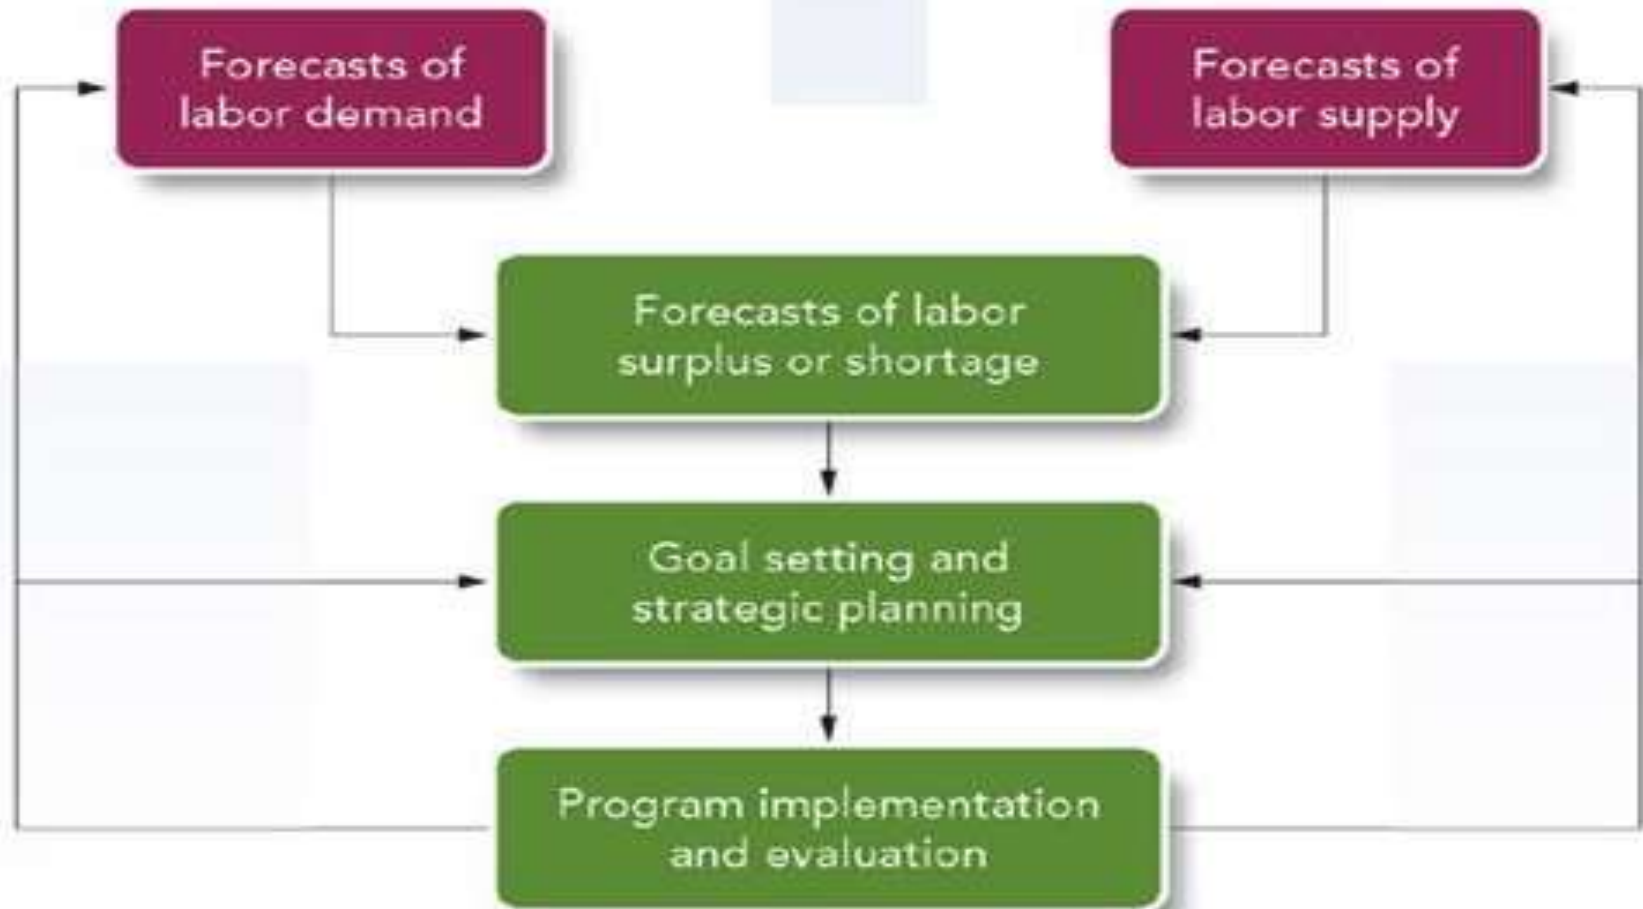 Forecasts of
labor demand
Forecasts of
labor supply
Forecasts of labor
surplus or shortage
Goal setting and
strategic planning
Program implementation
and evaluation